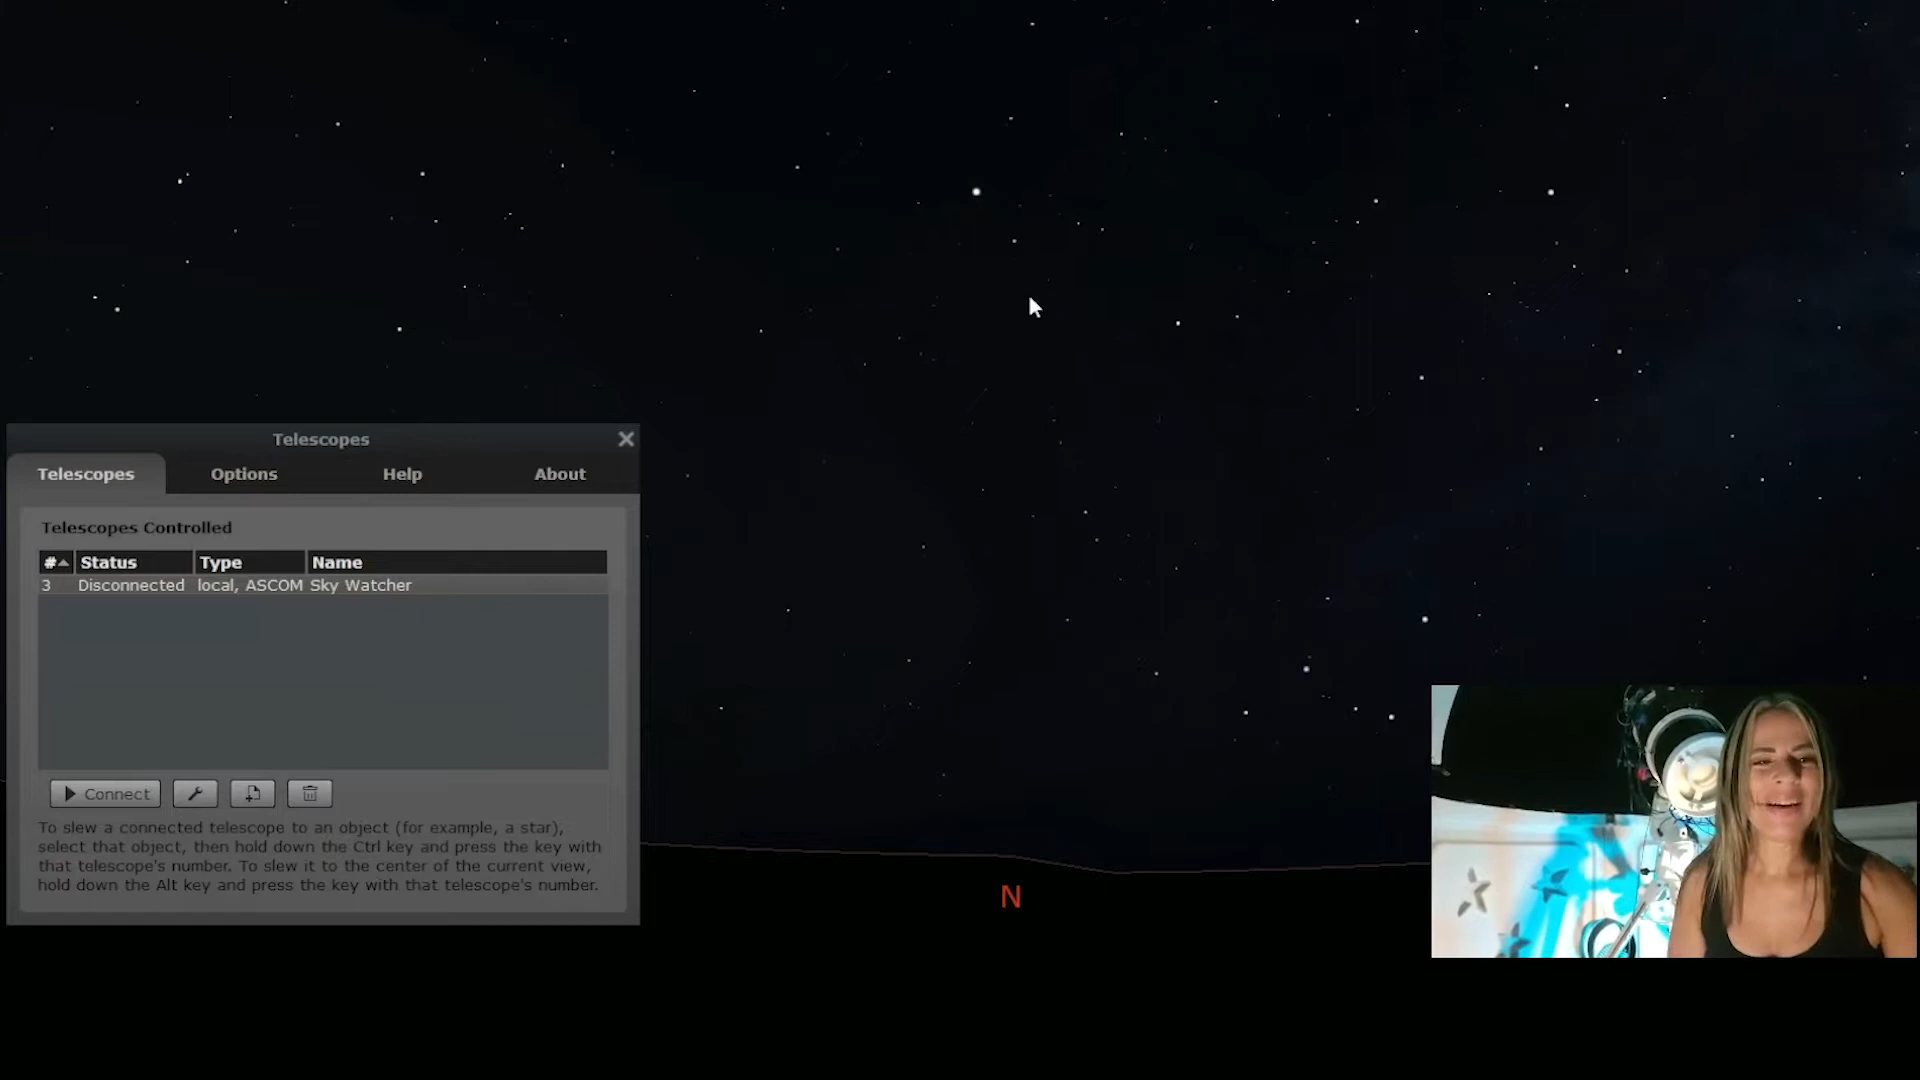 Telescopes
Telescopes Options Help About
Telescopes Controlled
# Status Type Name
3 Disconnected local, ASCOM Sky Watcher
Connect
To slew a connected telescope to an object (for example, a star),
select that object, then hold down the Ctrl key and press the key with
that telescope's number. To slew it to the center of the current view,
hold down the Alt key and press the key with that telescope's number.
N